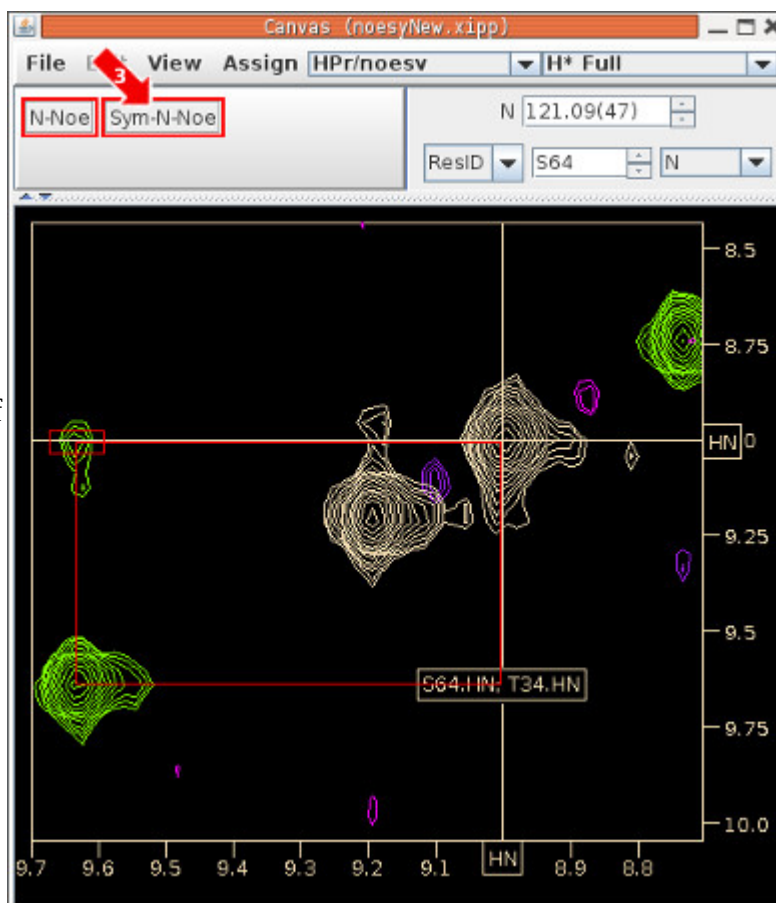 Canvas (noesyNew.xipp)
File View Assign HPr/noesv H* Full
3
N-Noe Sym-N-Noe
N 121.09(47)
ResID S64 N
8.5
8.75
HN 0
9.25
9.5
S64.HN; T34.HN
9.75
10.0
9.7 9.6 9.5 9.4 9.3 9.2 9.1 HN 8.9 8.8
f